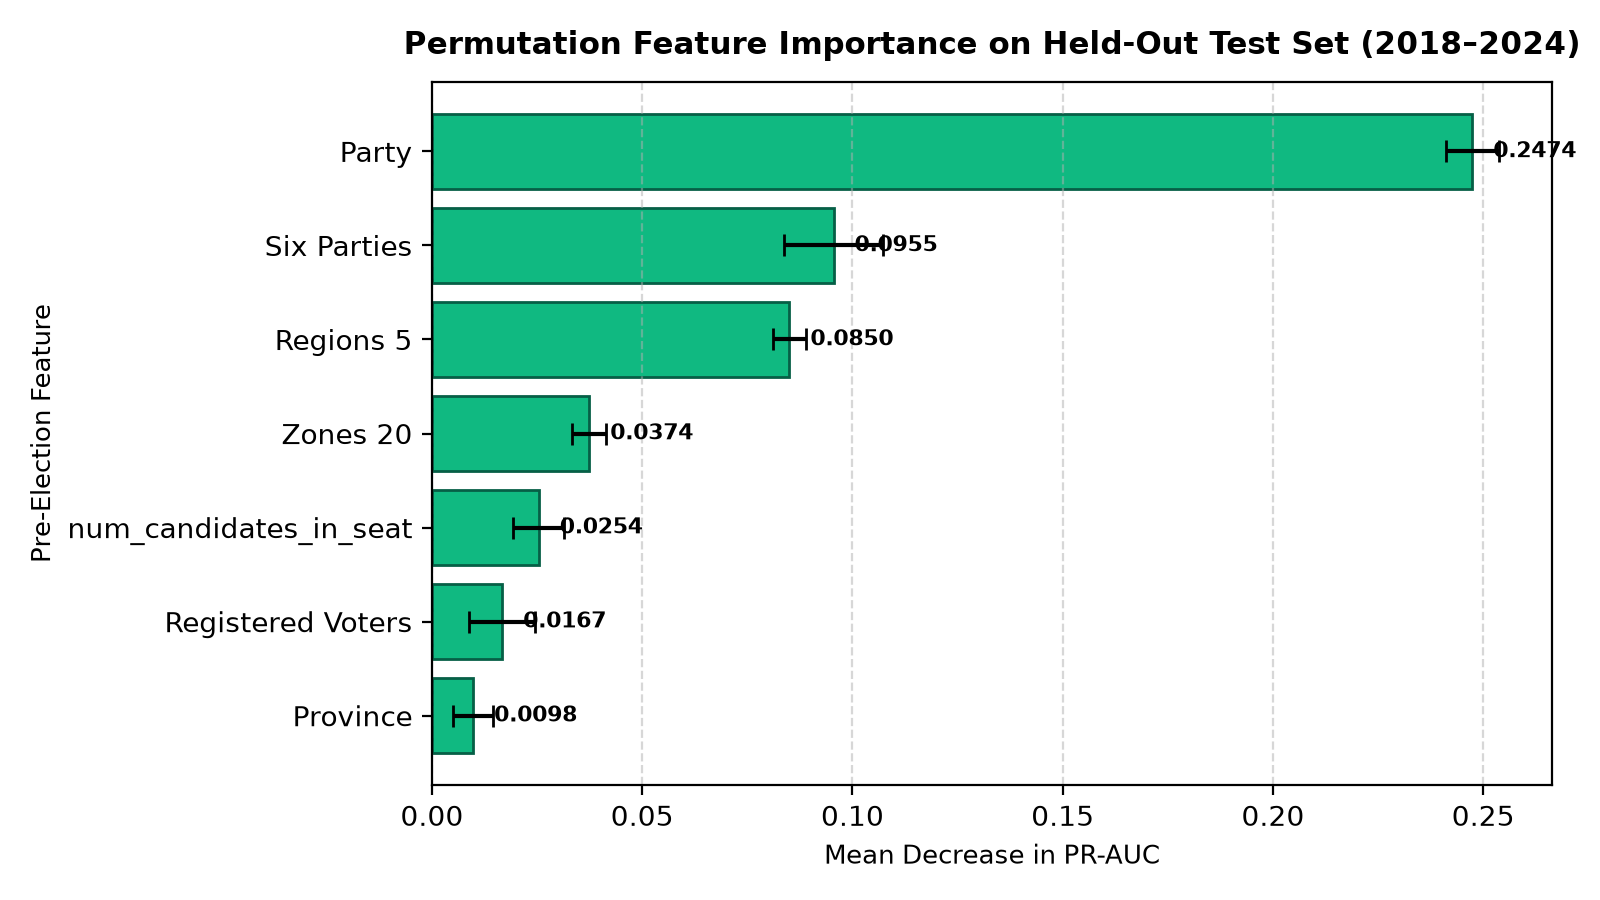 Permutation Feature Importance on Held-Out Test Set (2018–2024)
Pre-Election Feature
Party
0.2474
Six Parties
0.0955
Regions 5
0.0850
Zones 20
0.0374
num_candidates_in_seat
0.0254
Registered Voters
0.0167
Province
0.0098
0.00 0.05 0.10 0.15 0.20 0.25
Mean Decrease in PR-AUC